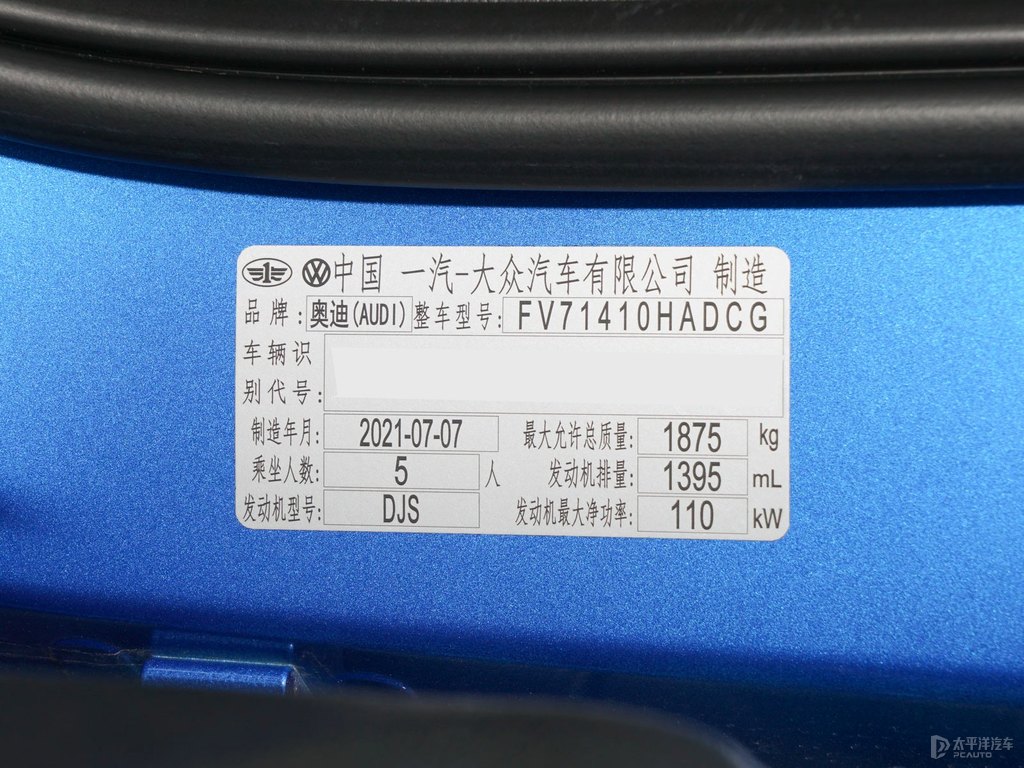 中国 一汽-大众汽车有限公司 制造
品牌: 奥迪(AUDI) 整车型号: FV71410HADCG
车辆识
别代号:
制造年月: 2021-07-07 最大允许总质量: 1875 kg
乘坐人数: 5 人 发动机排量: 1395 mL
发动机型号: DJS 发动机最大净功率: 110 kW
太平洋汽车
PCAUTO